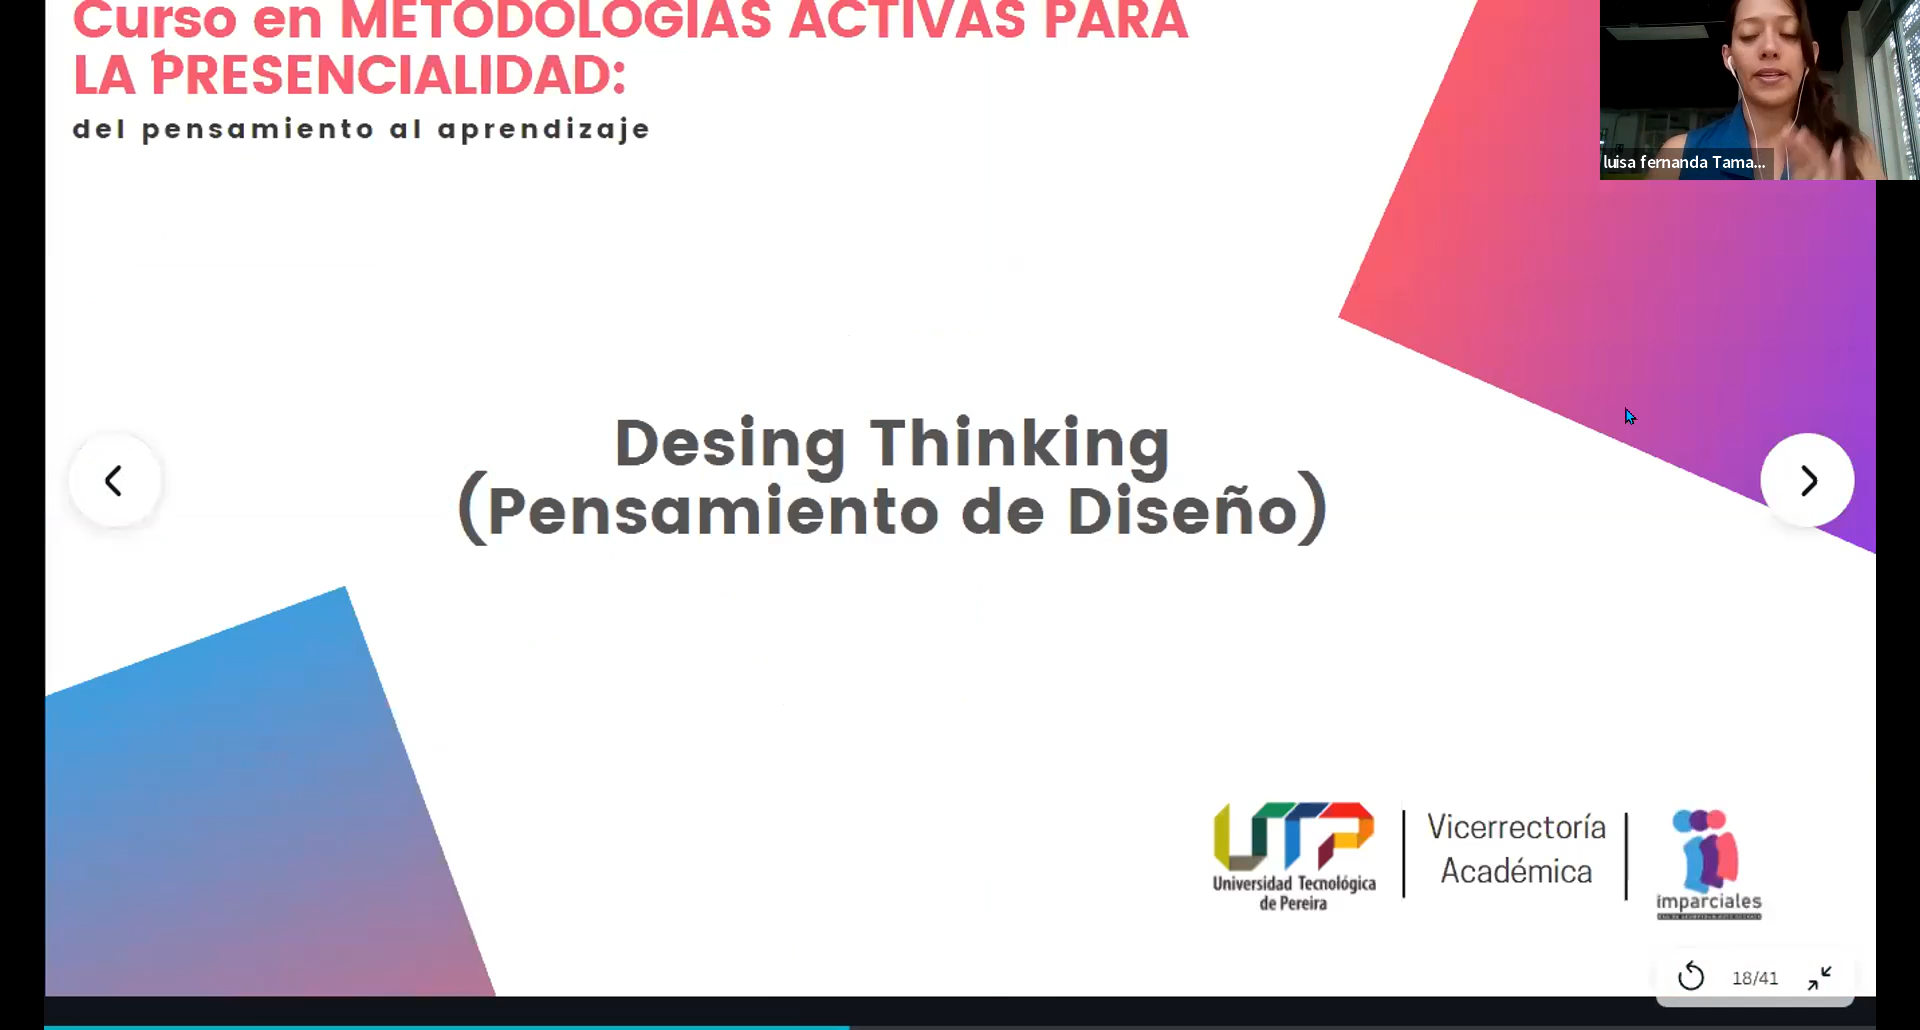 Curso en METODOLOGÍAS ACTIVAS PARA
LA PRESENCIALIDAD:
del pensamiento al aprendizaje
luisa fernanda Tama...
Desing Thinking
(Pensamiento de Diseño)
UTP
Universidad Tecnológica
de Pereira
Vicerrectoría
Académica
imparciales
18/41